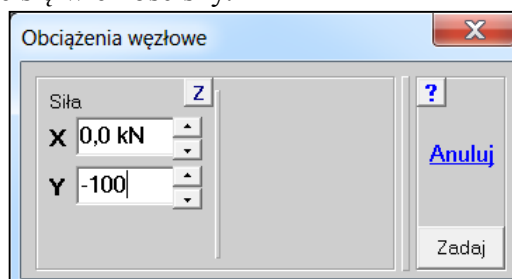 Obciążenia węzłowe
X
Siła
Z
?
X 0,0 kN
Anuluj
Y -100
Zadaj